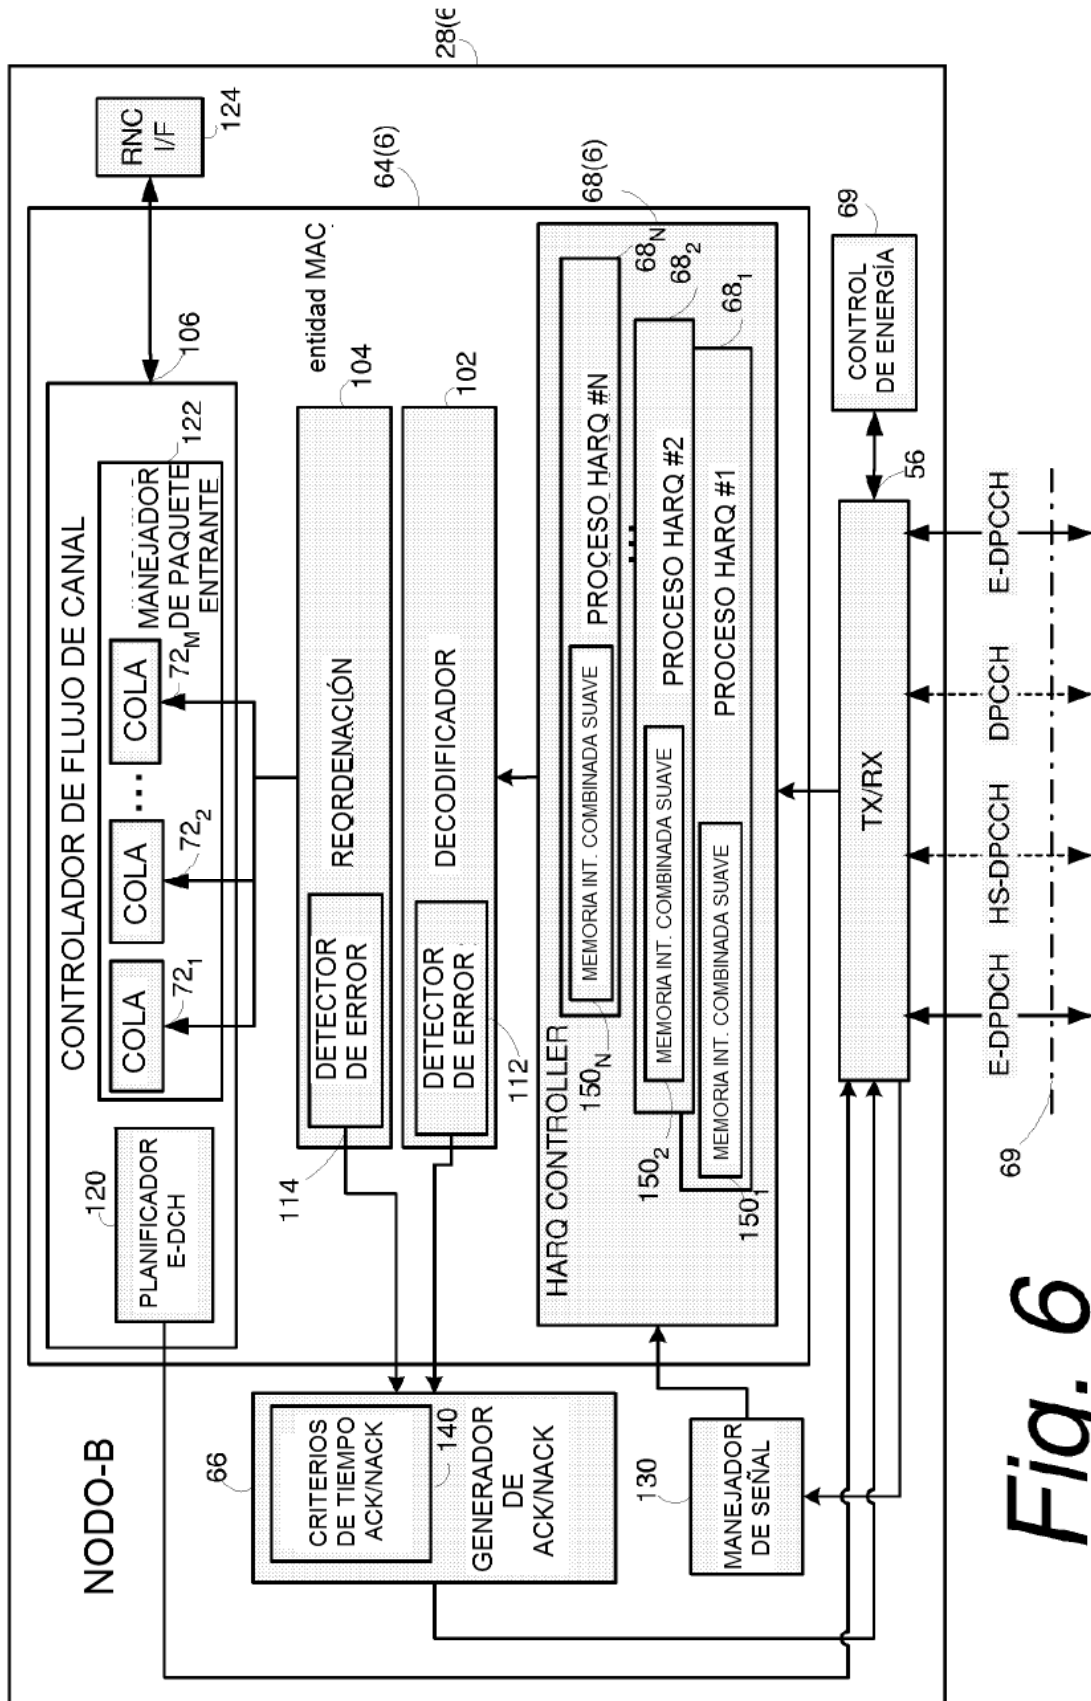 NODO-B
28(6
RNC
I/F
124
64(6)
CONTROLADOR DE FLUJO DE CANAL
106
120
PLANIFICADOR
E-DCH
COLA
72₁
COLA
72₂
...
COLA
72M
MANEJADOR
DE PAQUETE
ENTRANTE
122
entidad MAC
66
CRITERIOS
DE TIEMPO
ACK/NACK
140
GENERADOR
DE
ACK/NACK
114
DETECTOR
DE ERROR
REORDENACIÓN
104
112
DETECTOR
DE ERROR
DECODIFICADOR
102
HARQ CONTROLLER
68(6)
150N
MEMORIA INT. COMBINADA SUAVE
PROCESO HARQ #N
68N
...
150₂
MEMORIA INT. COMBINADA SUAVE
PROCESO HARQ #2
68₂
150₁
MEMORIA INT. COMBINADA SUAVE
PROCESO HARQ #1
68₁
130
MANEJADOR
DE SEÑAL
TX/RX
56
CONTROL
DE ENERGÍA
69
E-DPDCH
HS-DPCCH
DPCCH
E-DPCCH
69
Fig. 6